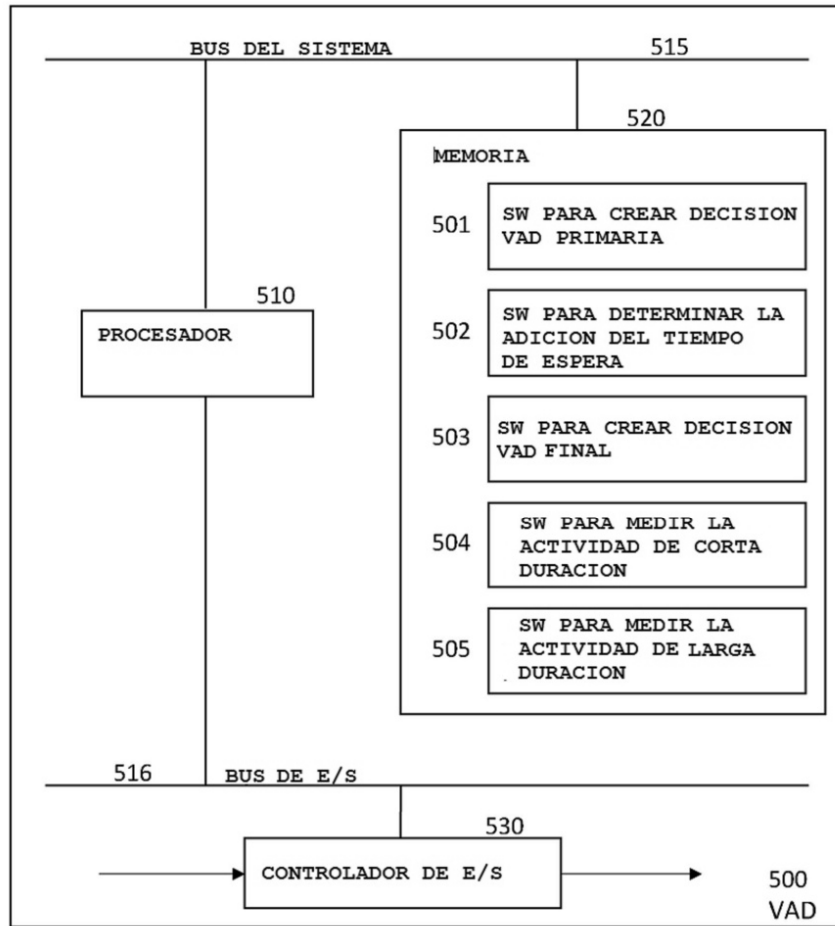 BUS DEL SISTEMA
515
520
MEMORIA
501
SW PARA CREAR DECISION
VAD PRIMARIA
510
PROCESADOR
502
SW PARA DETERMINAR LA
ADICION DEL TIEMPO
DE ESPERA
503
SW PARA CREAR DECISION
VAD FINAL
504
SW PARA MEDIR LA
ACTIVIDAD DE CORTA
DURACION
505
SW PARA MEDIR LA
ACTIVIDAD DE LARGA
DURACION
516
BUS DE E/S
530
CONTROLADOR DE E/S
500
VAD